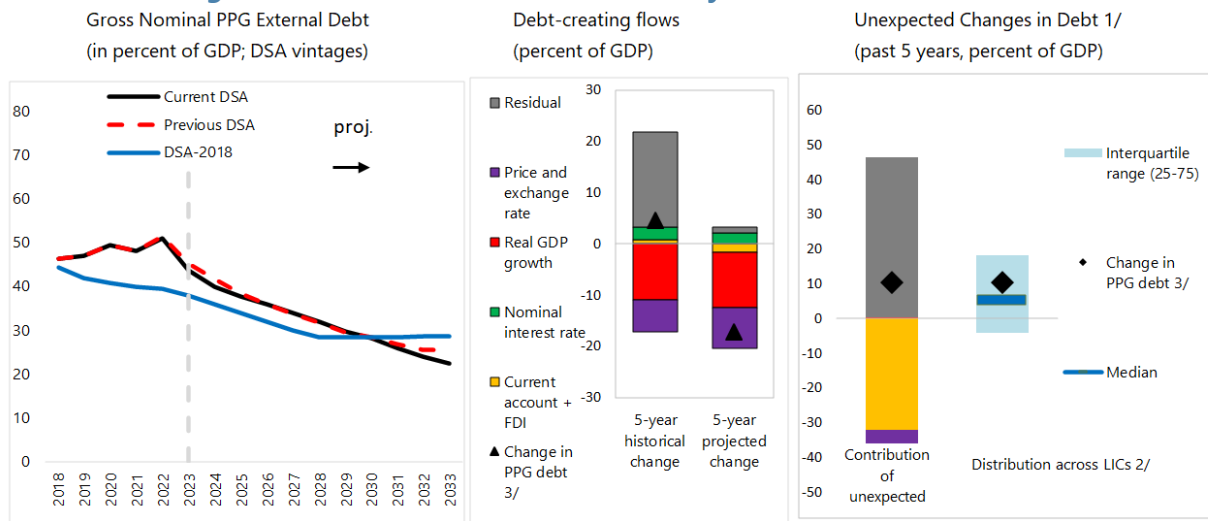 Gross Nominal PPG External Debt
(in percent of GDP; DSA vintages)
80
70
60
50
40
30
20
10
0
Current DSA
Previous DSA
DSA-2018
proj.
2018
2019
2020
2021
2022
2023
2024
2025
2026
2027
2028
2029
2030
2031
2032
2033
Debt-creating flows
(percent of GDP)
Residual
Price and
exchange
rate
Real GDP
growth
Nominal
interest rate
Current
account +
FDI
Change in
PPG debt
3/
30
20
10
0
-10
-20
-30
5-year
historical
change
5-year
projected
change
Unexpected Changes in Debt 1/
(past 5 years, percent of GDP)
60
50
40
30
20
10
0
-10
-20
-30
-40
-50
Interquartile
range (25-75)
Change in
PPG debt 3/
Median
Contribution
of
unexpected
Distribution across LICs 2/